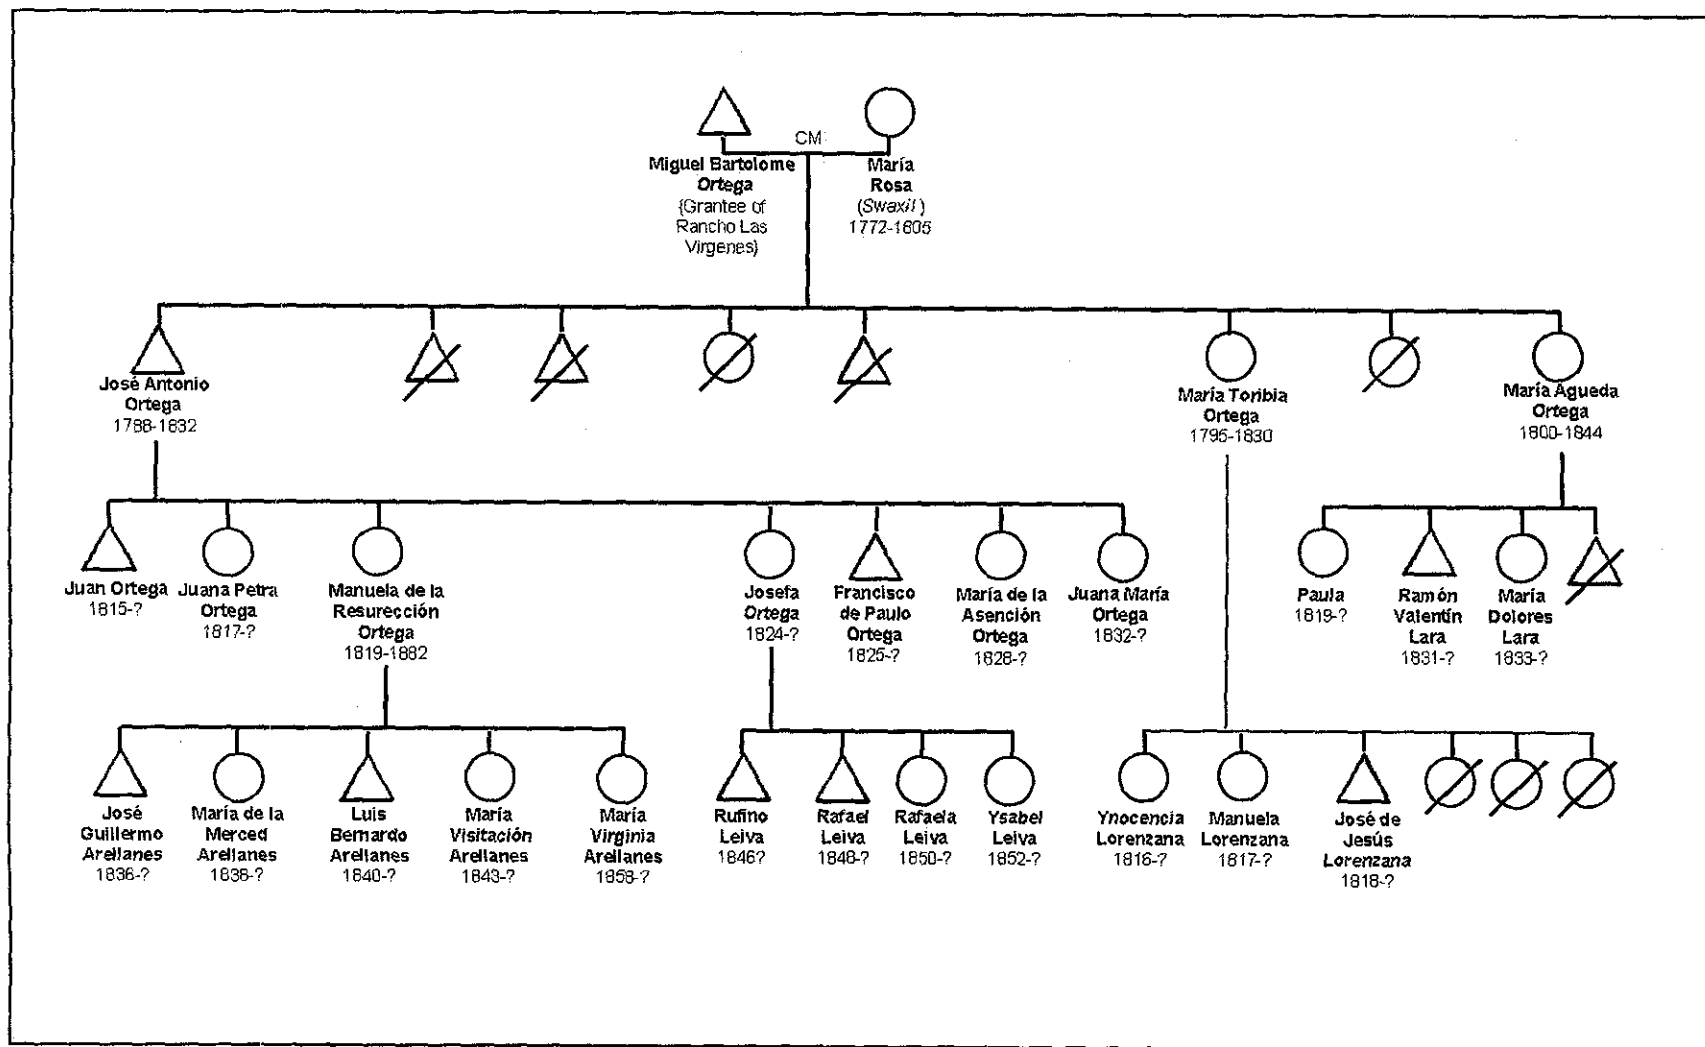 CM
Miguel Bartolome
Ortega
(Grantee of
Rancho Las
Virgenes)
María
Rosa
(Swaxil)
1772-1805
José Antonio
Ortega
1788-1832
María Toribia
Ortega
1795-1830
María Agueda
Ortega
1800-1844
Juan Ortega
1815-?
Juana Petra
Ortega
1817-?
Manuela de la
Resurección
Ortega
1819-1882
Josefa
Ortega
1824-?
Francisco
de Paulo
Ortega
1825-?
María de la
Asención
Ortega
1828-?
Juana María
Ortega
1832-?
Paula
1819-?
Ramón
Valentín
Lara
1831-?
María
Dolores
Lara
1833-?
José
Guillermo
Arellanes
1836-?
María de la
Merced
Arellanes
1838-?
Luis
Bernardo
Arellanes
1840-?
María
Visitación
Arellanes
1843-?
María
Virginia
Arellanes
1858-?
Rufino
Leiva
1846?
Rafael
Leiva
1848-?
Rafaela
Leiva
1850-?
Ysabel
Leiva
1852-?
Ynocencia
Lorenzana
1816-?
Manuela
Lorenzana
1817-?
José de
Jesús
Lorenzana
1818-?